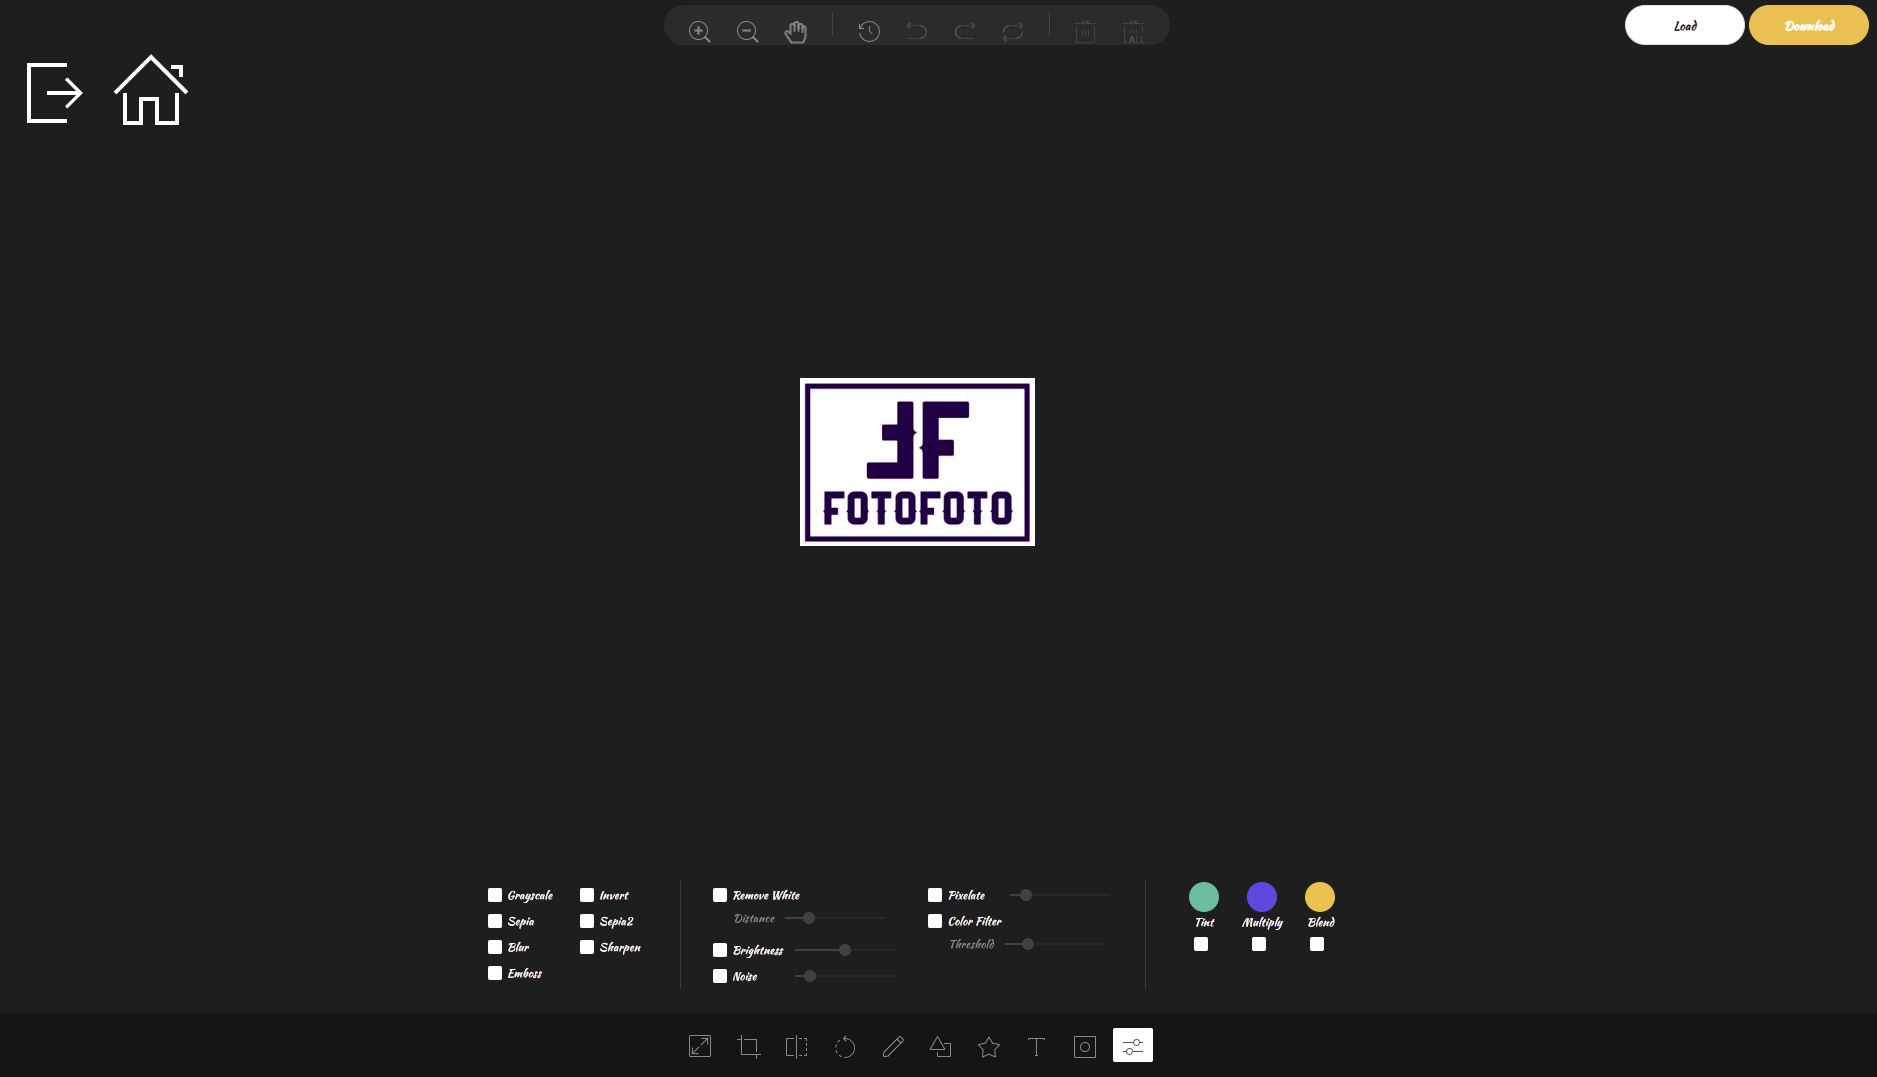 Load
Download
ALL
FF
FOTOFOTO
Grayscale
Invert
Sepia
Sepia2
Blur
Sharpen
Emboss
Remove White
Distance
Brightness
Noise
Pixelate
Color Filter
Threshold
Tint
Multiply
Blend